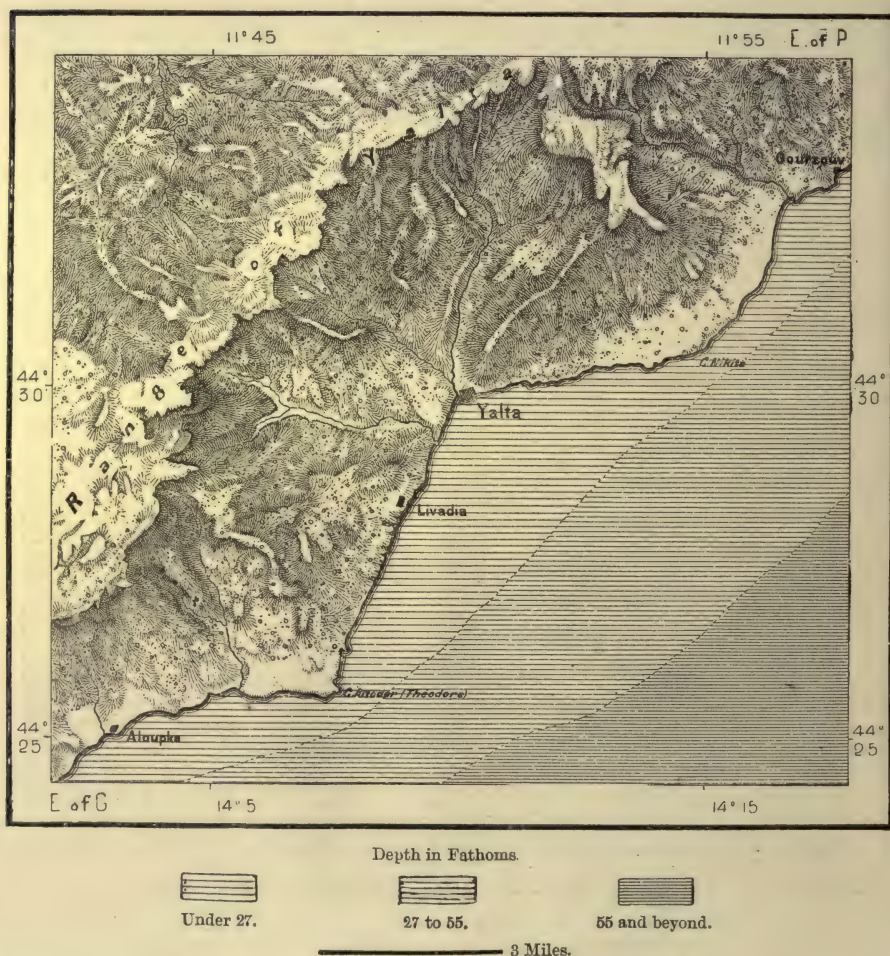 11°45 11°55 E. of P
Range of Yaila
Gourzouv
C. Nikita
44° 30 44° 30
Yalta
Livadia
C. Aitodor (Theodore)
Aloupka
44° 25 44° 25
E of G 14°5 14°15
Depth in Fathoms.
Under 27. 27 to 55. 55 and beyond.
3 Miles.